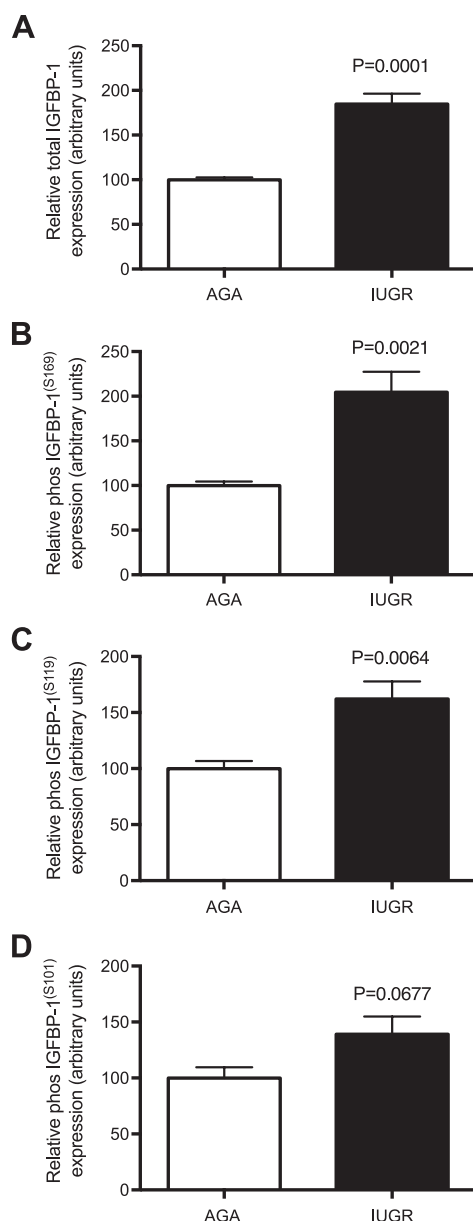 A
Relative total IGFBP-1
expression (arbitrary units)
250
200
150
100
50
0
P=0.0001
AGA
IUGR
B
Relative phos IGFBP-1(S169)
expression (arbitrary units)
250
200
150
100
50
0
P=0.0021
AGA
IUGR
C
Relative phos IGFBP-1(S119)
expression (arbitrary units)
200
150
100
50
0
P=0.0064
AGA
IUGR
D
Relative phos IGFBP-1(S101)
expression (arbitrary units)
200
150
100
50
0
P=0.0677
AGA
IUGR